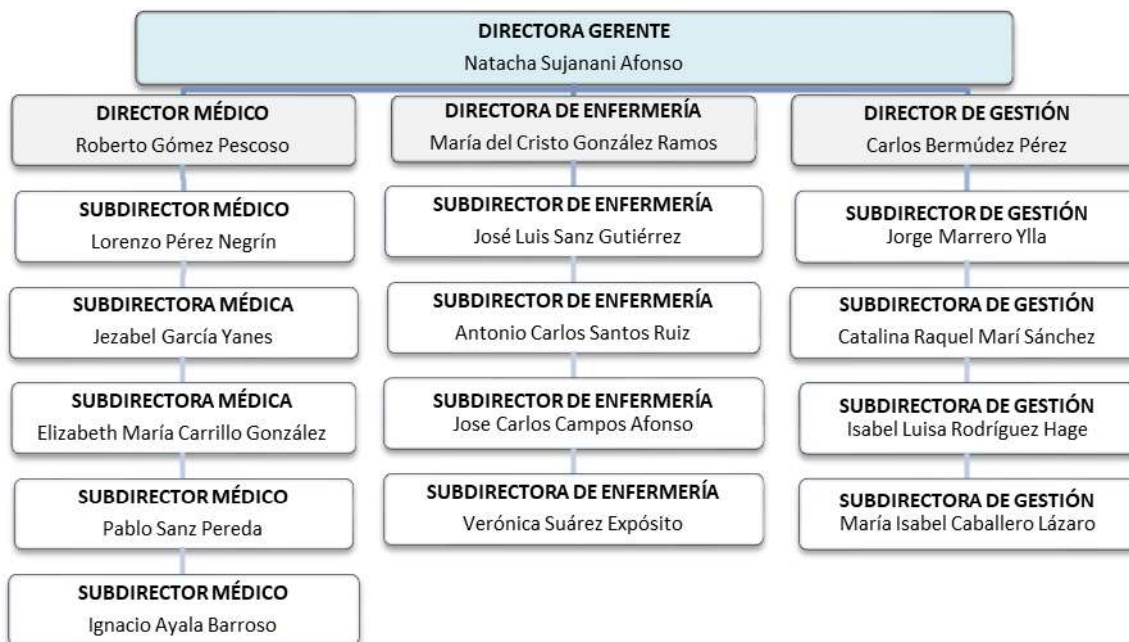 DIRECTORA GERENTE
Natacha Sujanani Afonso
DIRECTOR MÉDICO
Roberto Gómez Pescoso
SUBDIRECTOR MÉDICO
Lorenzo Pérez Negrín
SUBDIRECTORA MÉDICA
Jezabel García Yanes
SUBDIRECTORA MÉDICA
Elizabeth María Carrillo González
SUBDIRECTOR MÉDICO
Pablo Sanz Pereda
SUBDIRECTOR MÉDICO
Ignacio Ayala Barroso
DIRECTORA DE ENFERMERÍA
María del Cristo González Ramos
SUBDIRECTOR DE ENFERMERÍA
José Luis Sanz Gutiérrez
SUBDIRECTOR DE ENFERMERÍA
Antonio Carlos Santos Ruiz
SUBDIRECTOR DE ENFERMERÍA
Jose Carlos Campos Afonso
SUBDIRECTORA DE ENFERMERÍA
Verónica Suárez Expósito
DIRECTOR DE GESTIÓN
Carlos Bermúdez Pérez
SUBDIRECTOR DE GESTIÓN
Jorge Marrero Ylla
SUBDIRECTORA DE GESTIÓN
Catalina Raquel Marí Sánchez
SUBDIRECTORA DE GESTIÓN
Isabel Luisa Rodríguez Hage
SUBDIRECTORA DE GESTIÓN
María Isabel Caballero Lázaro